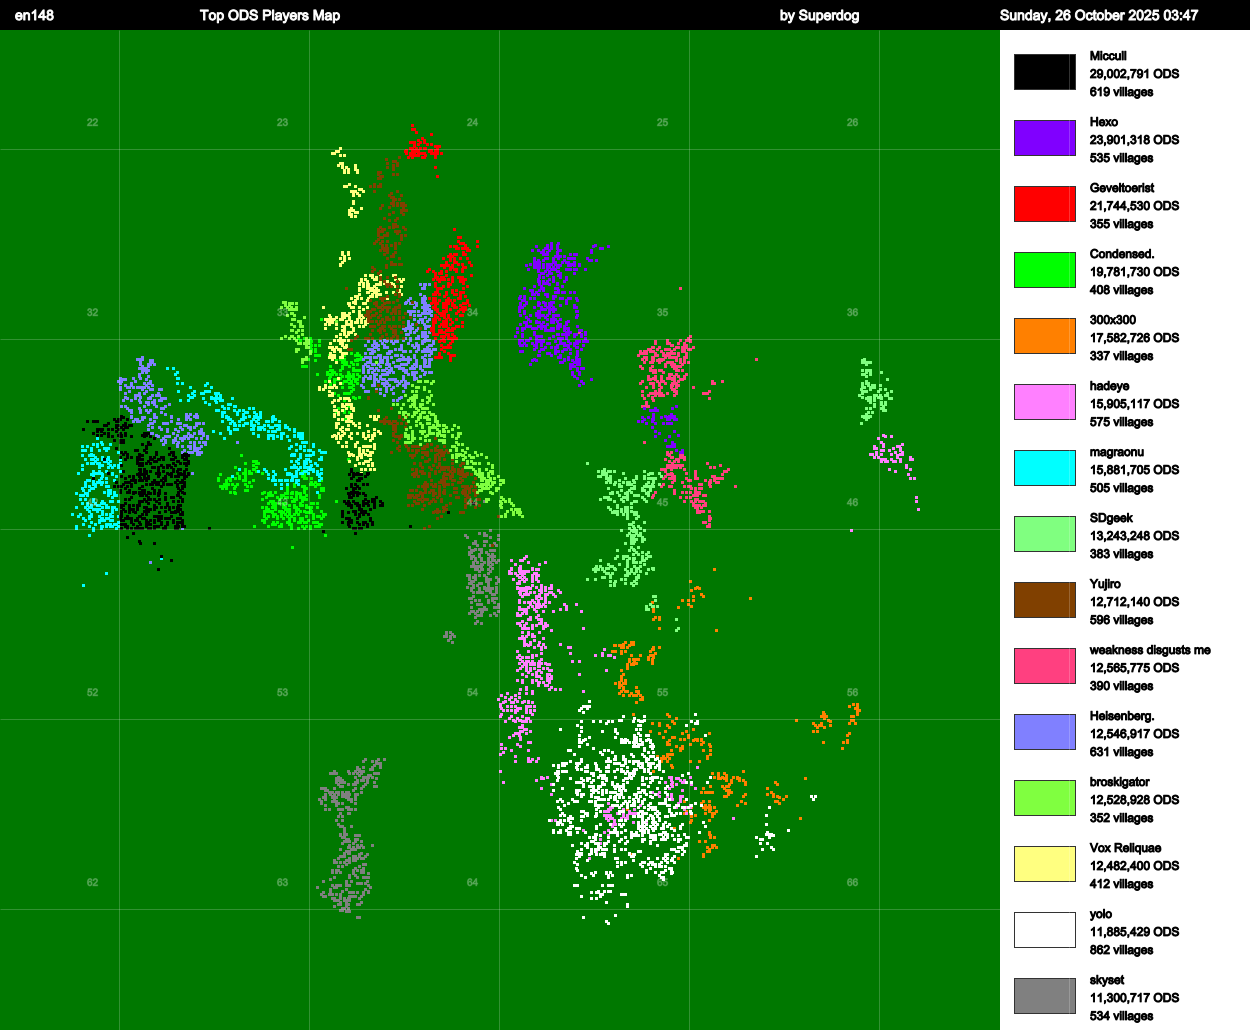 en148 Top ODS Players Map by Superdog Sunday, 26 October 2025 03:47
22 23 24 25 26
32 33 34 35 36
43 44 45 46
52 53 54 55 56
62 63 64 65 66
Miccull
29,002,791 ODS
619 villages
Hexo
23,901,318 ODS
535 villages
Geveltoerist
21,744,530 ODS
355 villages
Condensed.
19,781,730 ODS
408 villages
300x300
17,582,726 ODS
337 villages
hadeye
15,905,117 ODS
575 villages
magraonu
15,881,705 ODS
505 villages
SDgeek
13,243,248 ODS
383 villages
Yujiro
12,712,140 ODS
596 villages
weakness disgusts me
12,565,775 ODS
390 villages
Heisenberg.
12,546,917 ODS
631 villages
broskigator
12,528,928 ODS
352 villages
Vox Reliquae
12,482,400 ODS
412 villages
yolo
11,885,429 ODS
862 villages
skyset
11,300,717 ODS
534 villages